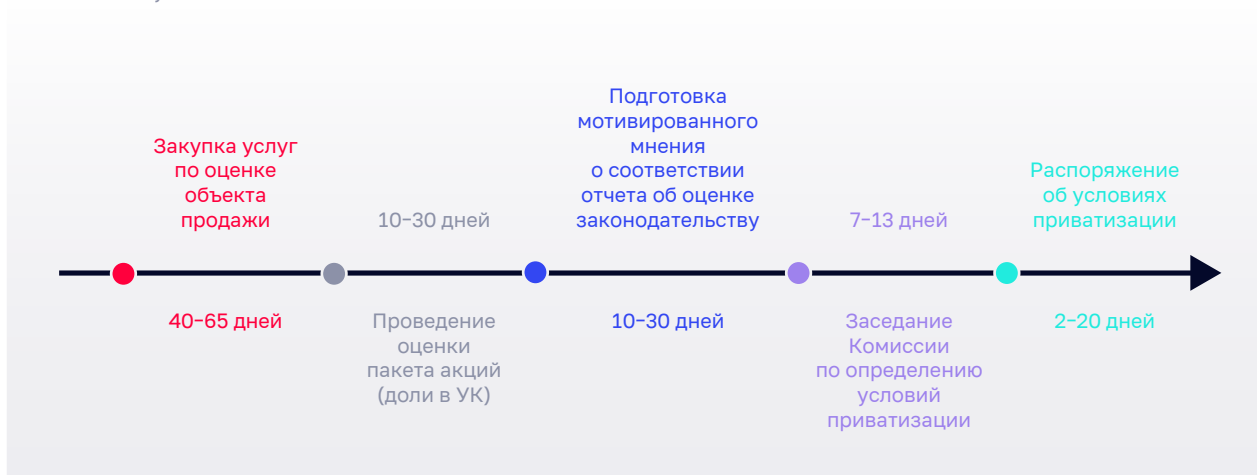 Закупка услуг
по оценке
объекта
продажи
40–65 дней
10–30 дней
Проведение
оценки
пакета акций
(доли в УК)
Подготовка
мотивированного
мнения
о соответствии
отчета об оценке
законодательству
10–30 дней
7–13 дней
Заседание
Комиссии
по определению
условий
приватизации
Распоряжение
об условиях
приватизации
2–20 дней